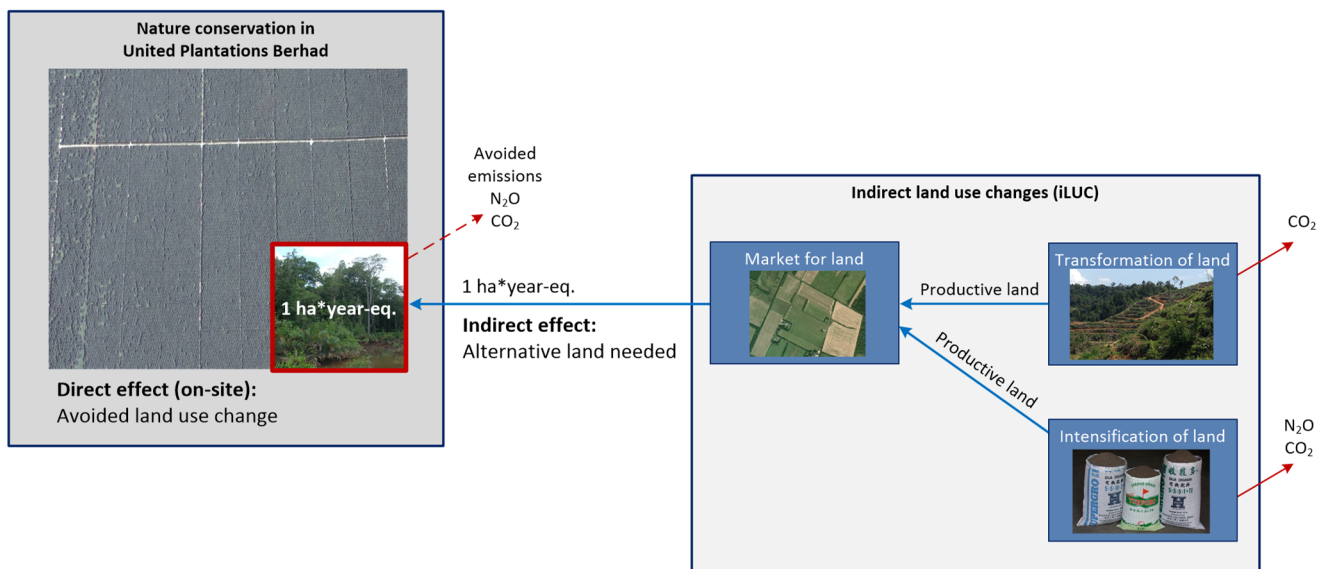 Nature conservation in
United Plantations Berhad
1 ha*year-eq.
Direct effect (on-site):
Avoided land use change
Avoided
emissions
N₂O
CO₂
1 ha*year-eq.
Indirect effect:
Alternative land needed
Indirect land use changes (iLUC)
Market for land
Productive land
Productive land
Transformation of land
CO₂
Intensification of land
N₂O
CO₂